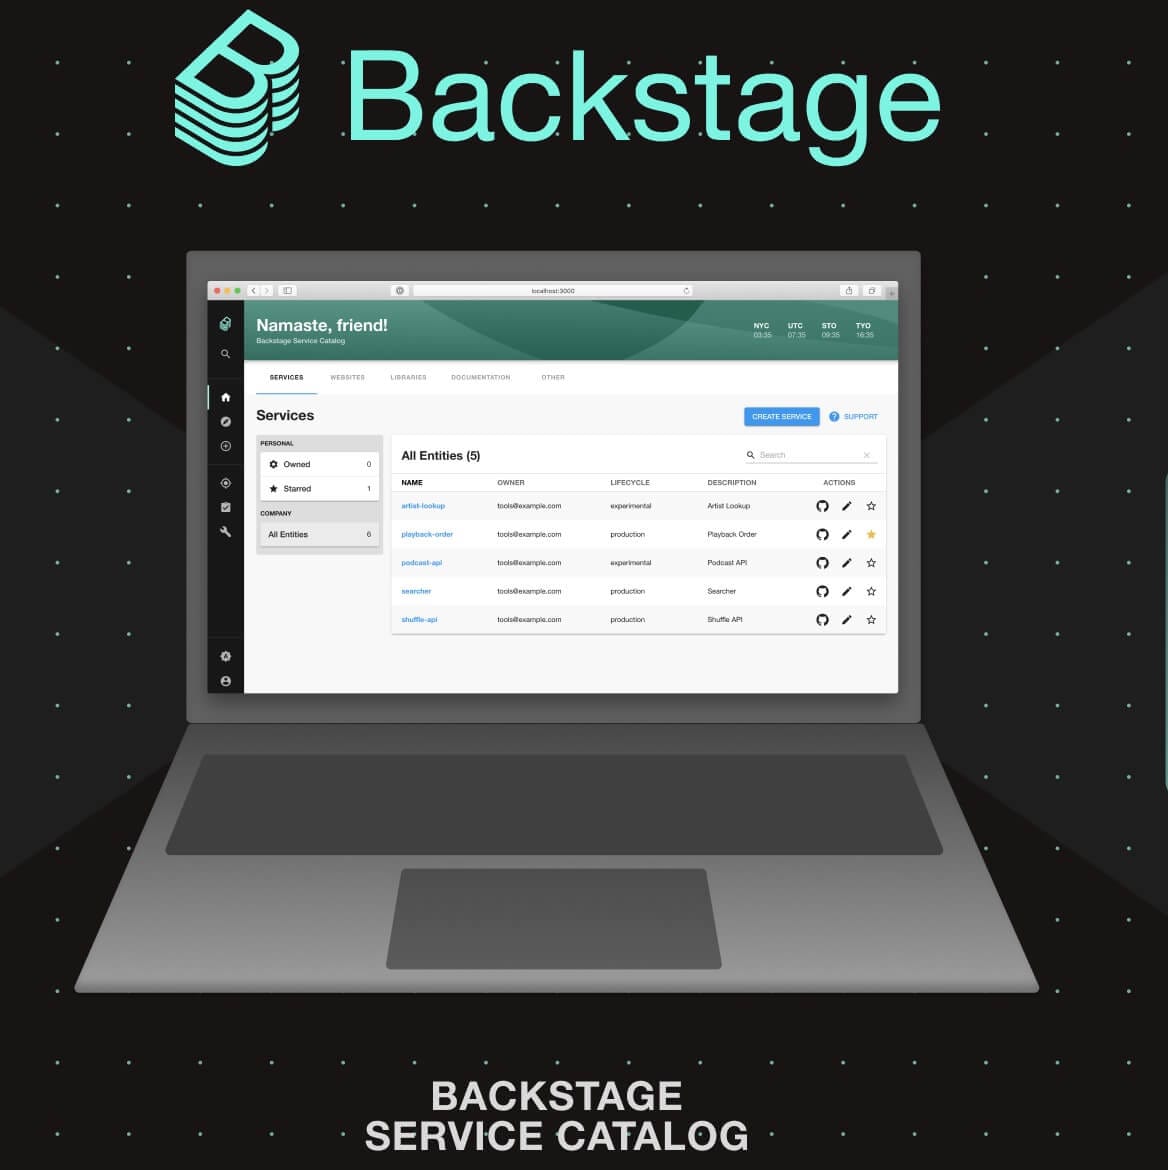 Backstage
localhost:3000
Namaste, friend!
Backstage Service Catalog
NYC UTC STO TYO
03:35 07:35 09:35 16:35
SERVICES WEBSITES LIBRARIES DOCUMENTATION OTHER
Services
CREATE SERVICE SUPPORT
PERSONAL
Owned 0
Starred 1
COMPANY
All Entities 6
All Entities (5)
Search
NAME OWNER LIFECYCLE DESCRIPTION ACTIONS
artist-lookup tools@example.com experimental Artist Lookup
playback-order tools@example.com production Playback Order
podcast-api tools@example.com experimental Podcast API
searcher tools@example.com production Searcher
shuffle-api tools@example.com production Shuffle API
BACKSTAGE
SERVICE CATALOG